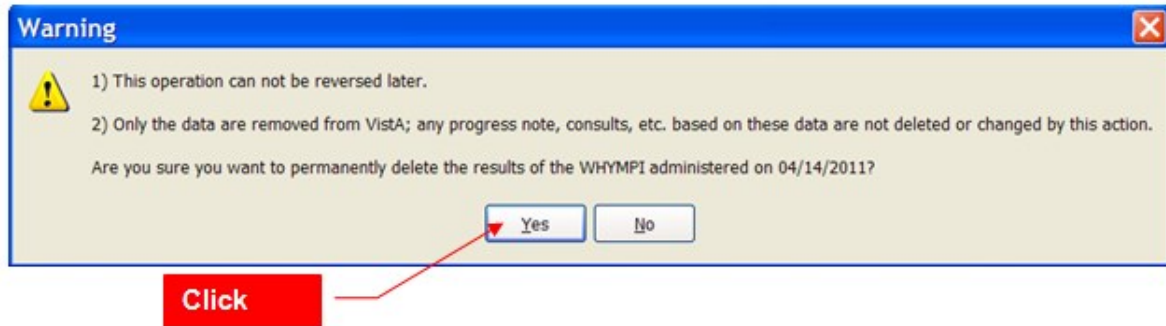 Warning
1) This operation can not be reversed later.
2) Only the data are removed from VistA; any progress note, consults, etc. based on these data are not deleted or changed by this action.
Are you sure you want to permanently delete the results of the WHYMPI administered on 04/14/2011?
Yes No
Click